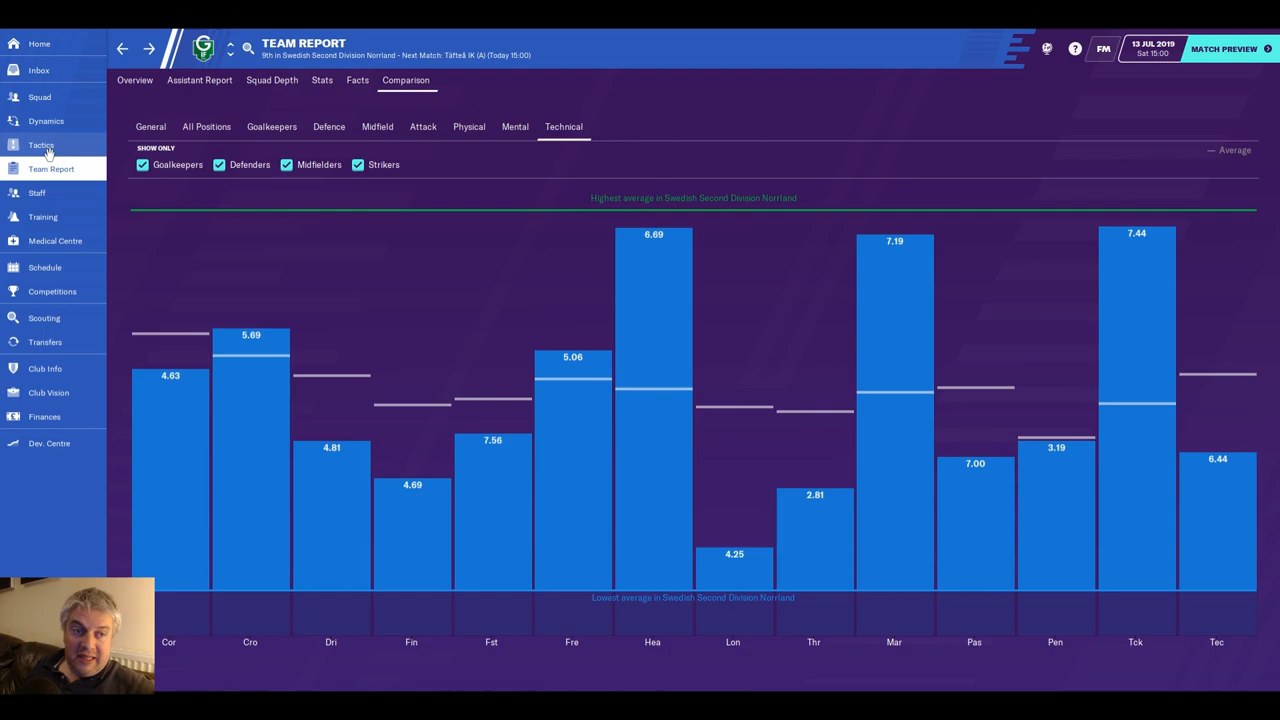 Home
Inbox
Squad
Dynamics
Tactics
Team Report
Staff
Training
Medical Centre
Schedule
Competitions
Scouting
Transfers
Club Info
Club Vision
Finances
Dev. Centre
G
IF
TEAM REPORT
9th in Swedish Second Division Norrland - Next Match: Täfteå IK (A) (Today 15:00)
?
FM
13 JUL 2019
Sat 15:00
MATCH PREVIEW
Overview Assistant Report Squad Depth Stats Facts Comparison
General All Positions Goalkeepers Defence Midfield Attack Physical Mental Technical
SHOW ONLY
Goalkeepers Defenders Midfielders Strikers
Average
Highest average in Swedish Second Division Norrland
4.63 5.69 4.81 4.69 7.56 5.06 6.69 4.25 2.81 7.19 7.00 3.19 7.44 6.44
Lowest average in Swedish Second Division Norrland
Cor Cro Dri Fin Fst Fre Hea Lon Thr Mar Pas Pen Tck Tec